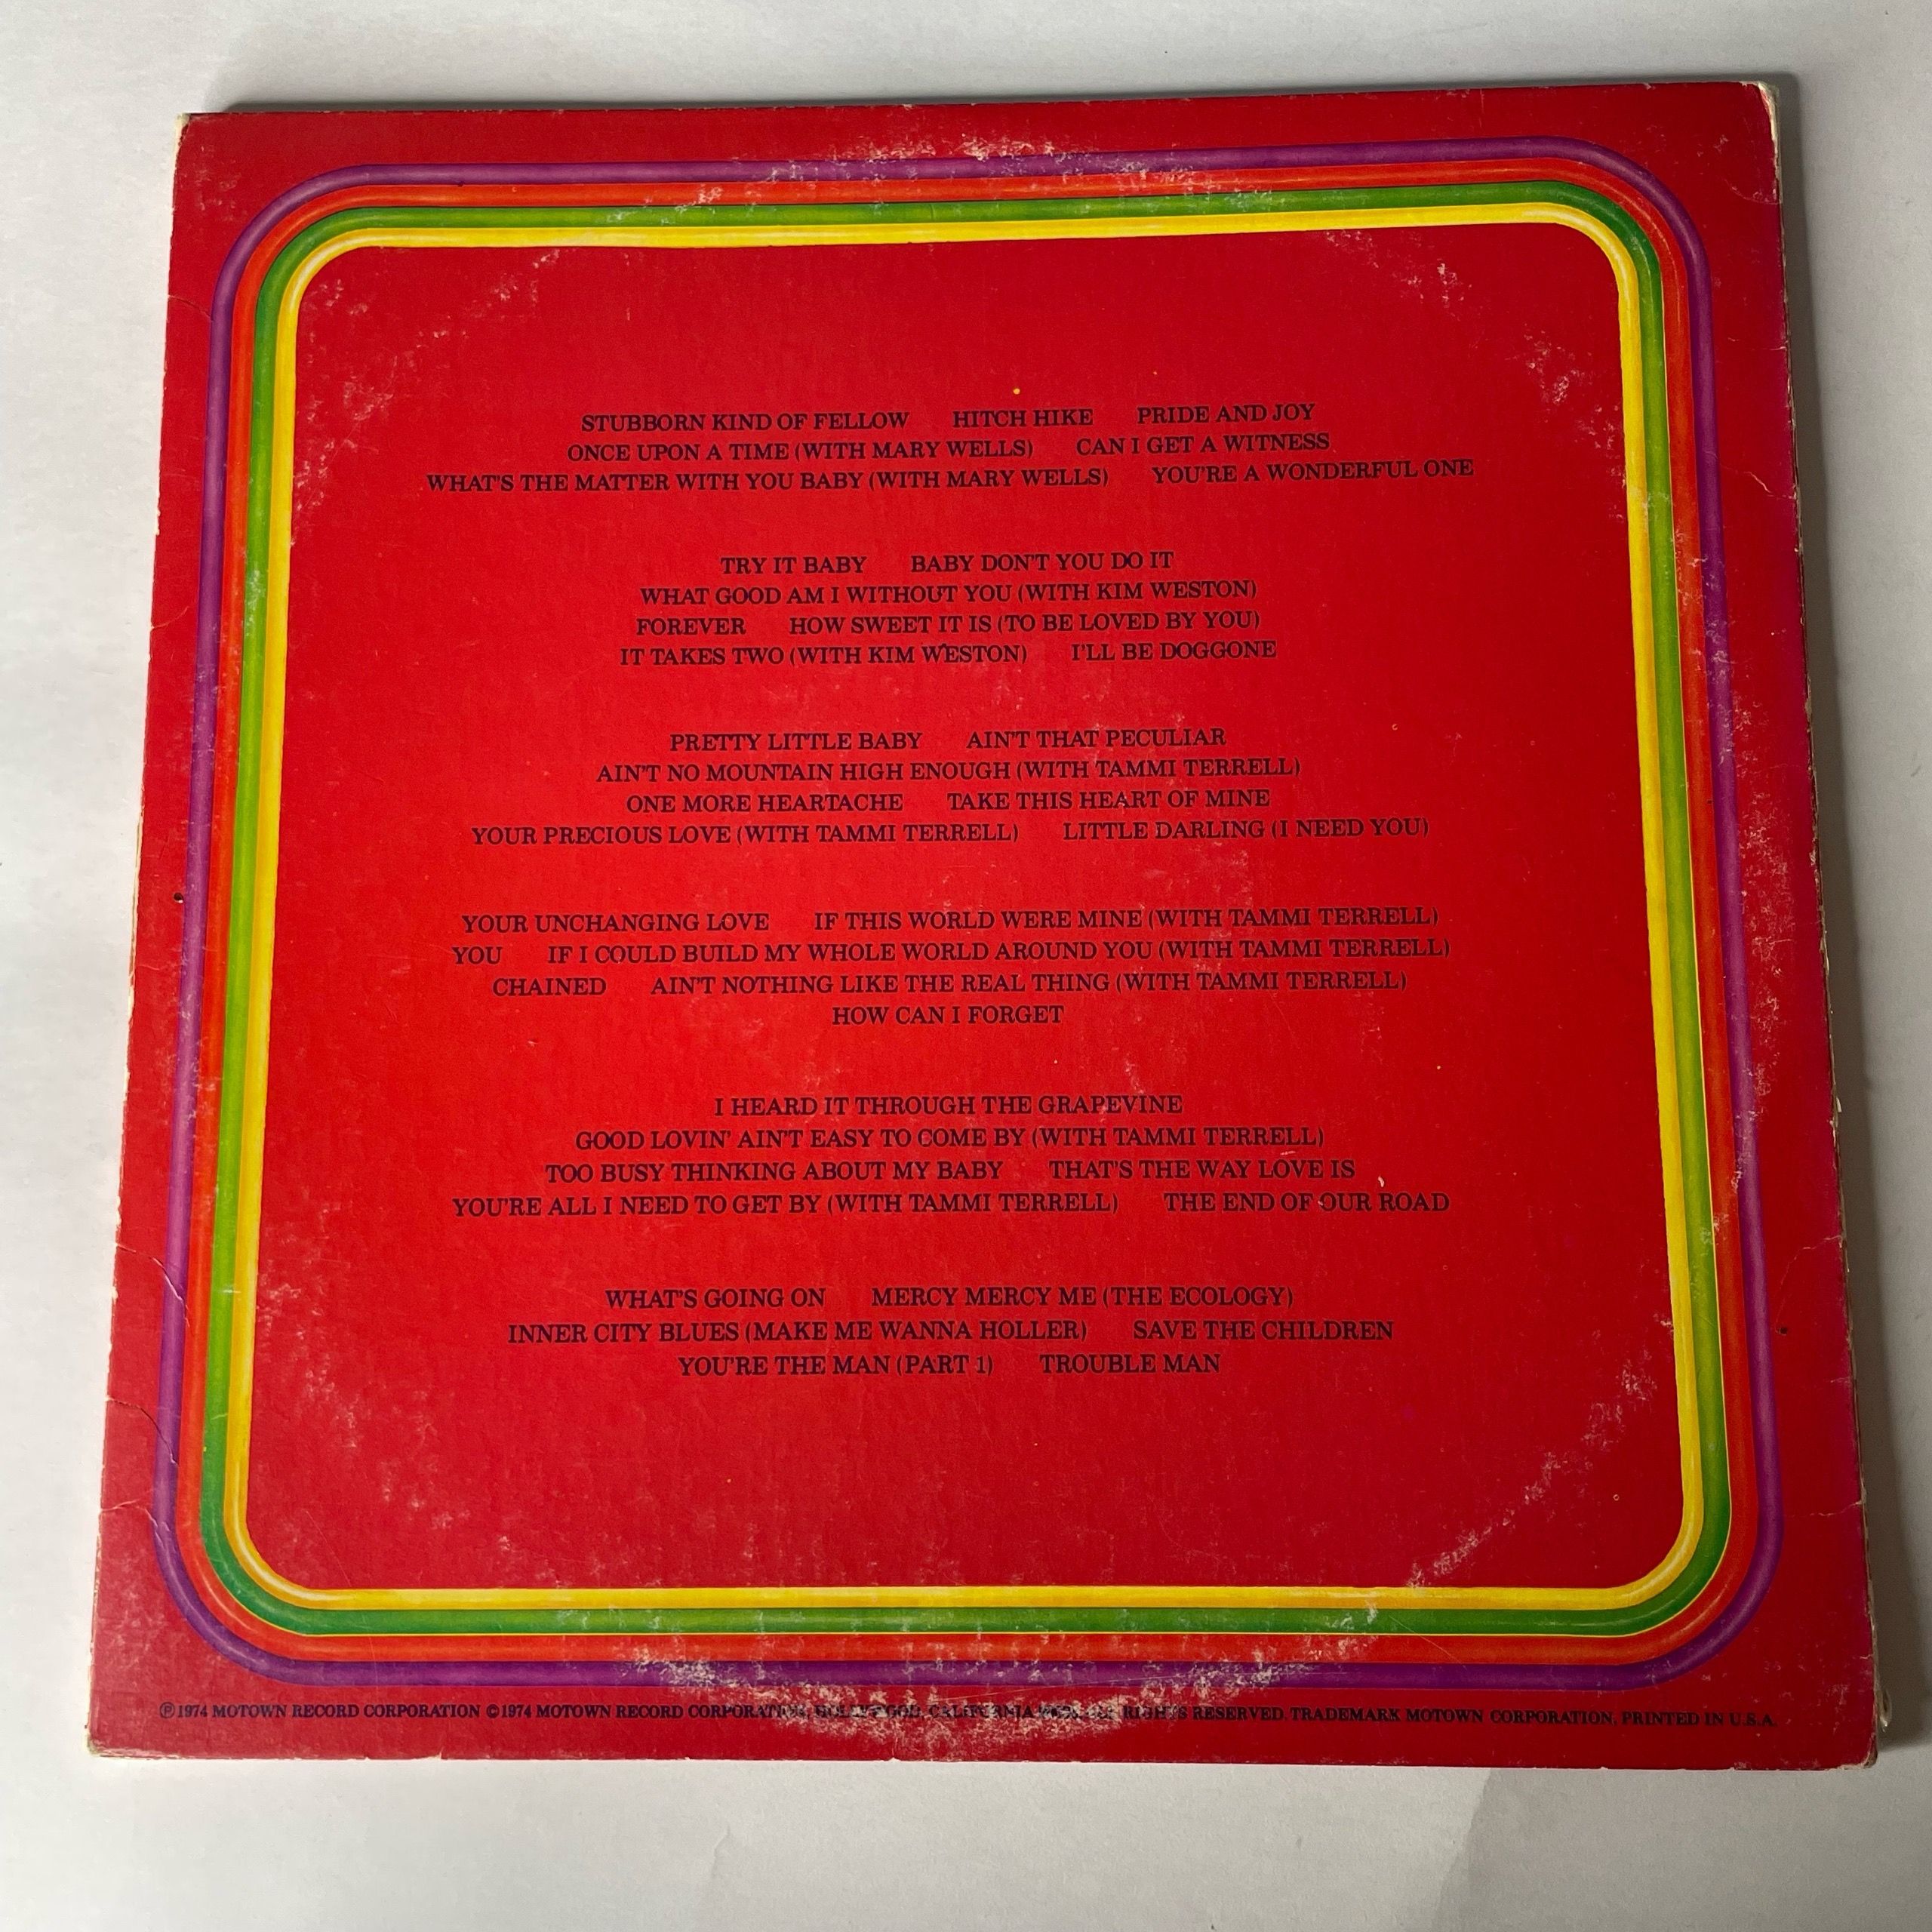 STUBBORN KIND OF FELLOW HITCH HIKE PRIDE AND JOY
ONCE UPON A TIME (WITH MARY WELLS) CAN I GET A WITNESS
WHAT'S THE MATTER WITH YOU BABY (WITH MARY WELLS) YOU'RE A WONDERFUL ONE
TRY IT BABY BABY DON'T YOU DO IT
WHAT GOOD AM I WITHOUT YOU (WITH KIM WESTON)
FOREVER HOW SWEET IT IS (TO BE LOVED BY YOU)
IT TAKES TWO (WITH KIM WESTON) I'LL BE DOGGONE
PRETTY LITTLE BABY AIN'T THAT PECULIAR
AIN'T NO MOUNTAIN HIGH ENOUGH (WITH TAMMI TERRELL)
ONE MORE HEARTACHE TAKE THIS HEART OF MINE
YOUR PRECIOUS LOVE (WITH TAMMI TERRELL) LITTLE DARLING (I NEED YOU)
YOUR UNCHANGING LOVE IF THIS WORLD WERE MINE (WITH TAMMI TERRELL)
YOU IF I COULD BUILD MY WHOLE WORLD AROUND YOU (WITH TAMMI TERRELL)
CHAINED AIN'T NOTHING LIKE THE REAL THING (WITH TAMMI TERRELL)
HOW CAN I FORGET
I HEARD IT THROUGH THE GRAPEVINE
GOOD LOVIN' AIN'T EASY TO COME BY (WITH TAMMI TERRELL)
TOO BUSY THINKING ABOUT MY BABY THAT'S THE WAY LOVE IS
YOU'RE ALL I NEED TO GET BY (WITH TAMMI TERRELL) THE END OF OUR ROAD
WHAT'S GOING ON MERCY MERCY ME (THE ECOLOGY)
INNER CITY BLUES (MAKE ME WANNA HOLLER) SAVE THE CHILDREN
YOU'RE THE MAN (PART 1) TROUBLE MAN
℗1974 MOTOWN RECORD CORPORATION ©1974 MOTOWN RECORD CORPORATION, HOLLYWOOD, CALIFORNIA ALL RIGHTS RESERVED. TRADEMARK MOTOWN CORPORATION, PRINTED IN U.S.A.